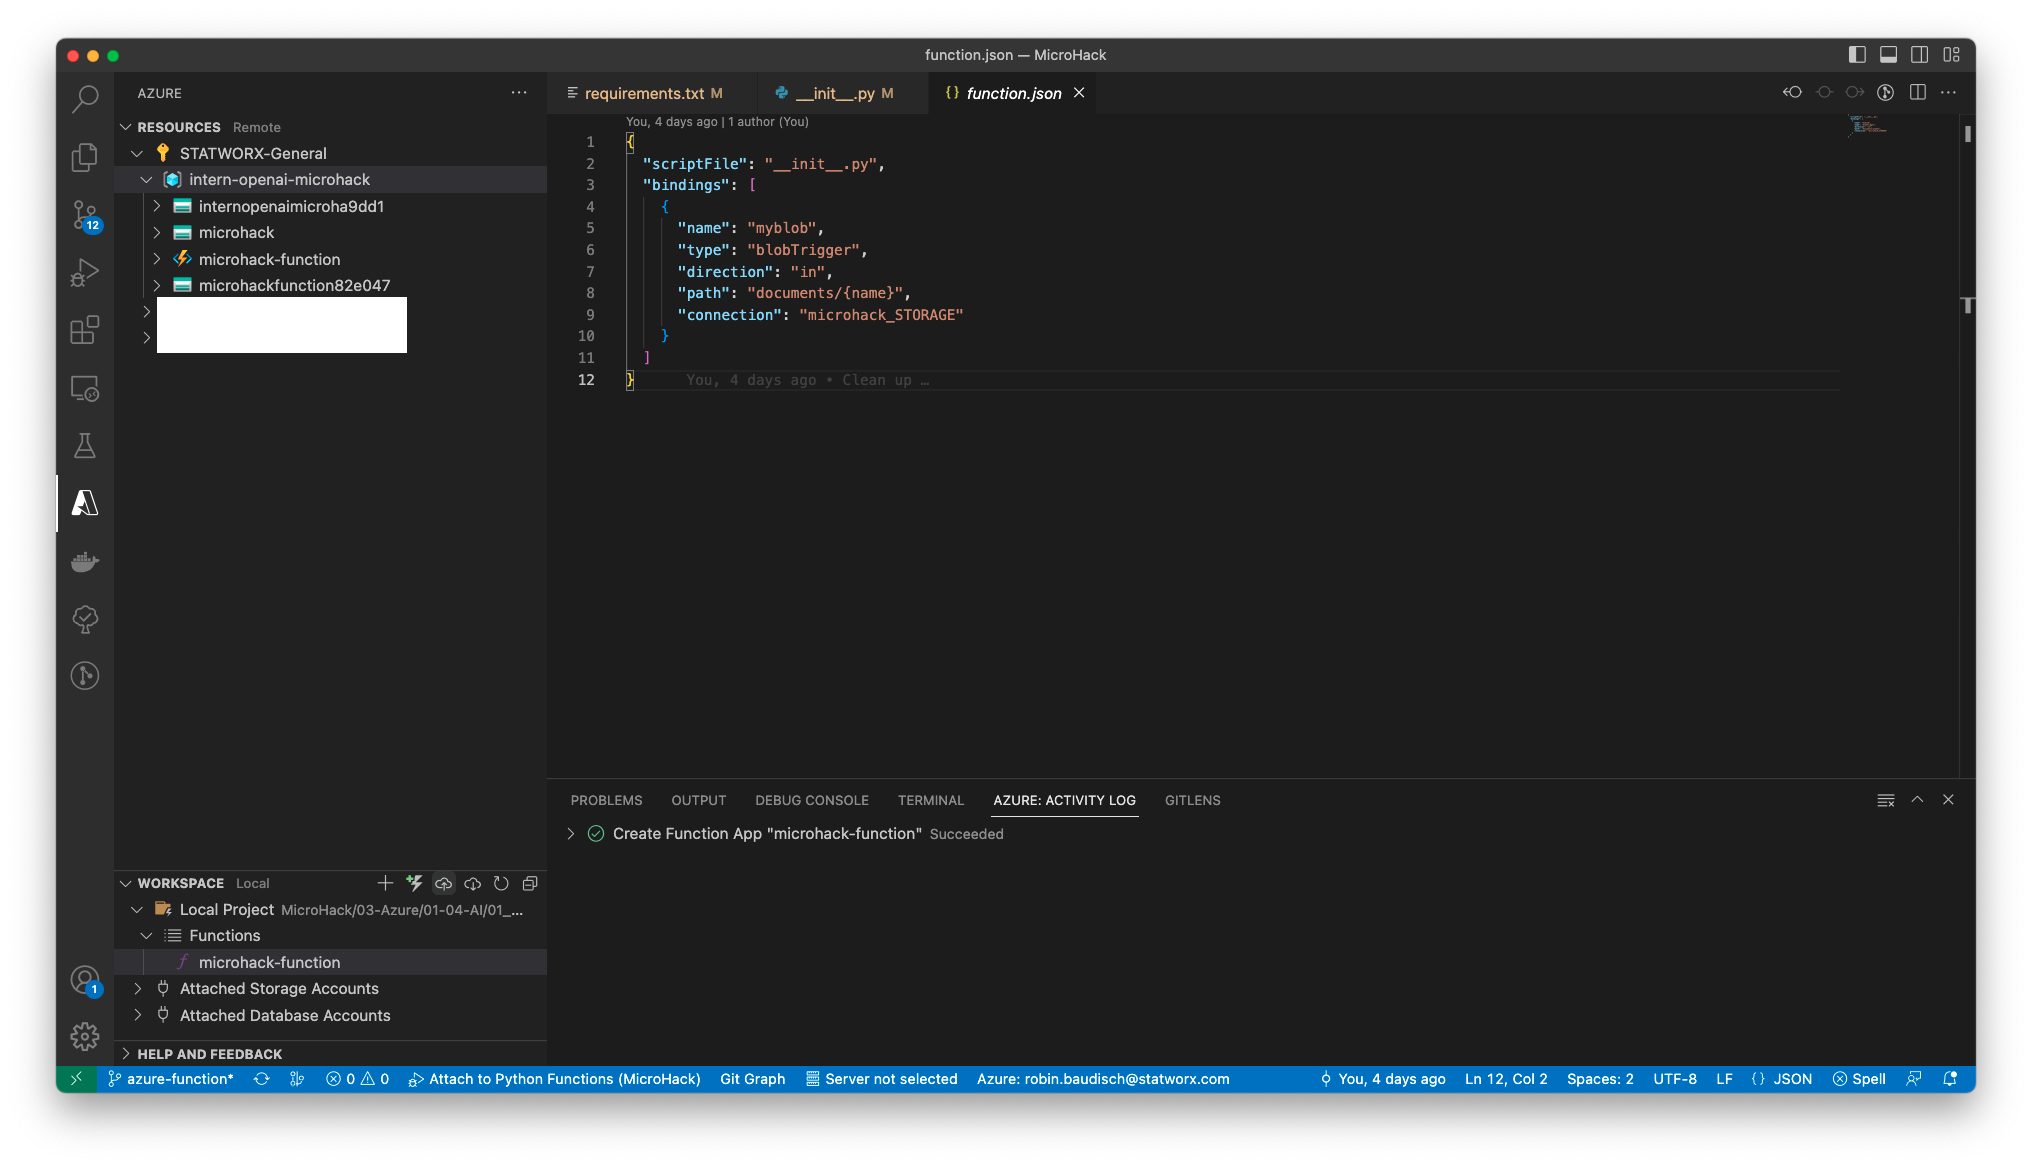 function.json — MicroHack
AZURE
requirements.txt M
__init__.py M
{} function.json
RESOURCES Remote
STATWORX-General
intern-openai-microhack
internopenaimicroha9dd1
microhack
microhack-function
microhackfunction82e047
12
You, 4 days ago | 1 author (You)
1 {
2 "scriptFile": "__init__.py",
3 "bindings": [
4 {
5 "name": "myblob",
6 "type": "blobTrigger",
7 "direction": "in",
8 "path": "documents/{name}",
9 "connection": "microhack_STORAGE"
10 }
11 ]
12 } You, 4 days ago • Clean up …
PROBLEMS OUTPUT DEBUG CONSOLE TERMINAL AZURE: ACTIVITY LOG GITLENS
Create Function App "microhack-function" Succeeded
WORKSPACE Local
Local Project MicroHack/03-Azure/01-04-AI/01_...
Functions
microhack-function
Attached Storage Accounts
Attached Database Accounts
1
HELP AND FEEDBACK
azure-function* 0 0 Attach to Python Functions (MicroHack) Git Graph Server not selected Azure: robin.baudisch@statworx.com You, 4 days ago Ln 12, Col 2 Spaces: 2 UTF-8 LF {} JSON Spell